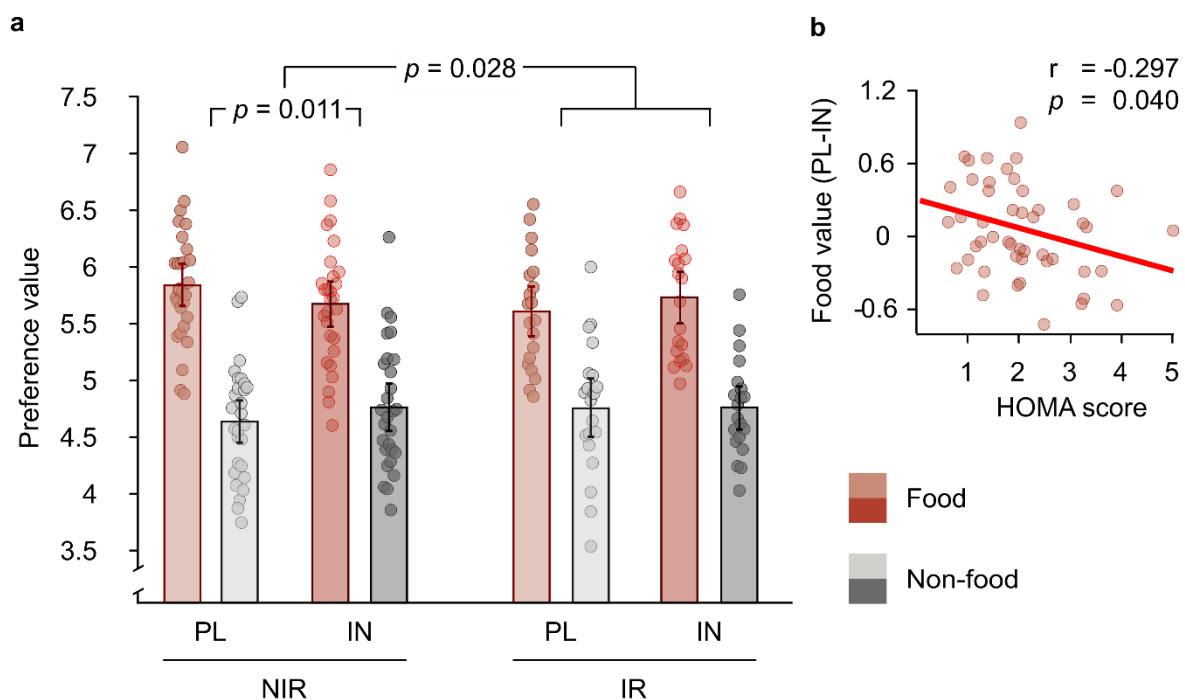 a
p = 0.028
p = 0.011
7.5
7
6.5
6
5.5
5
4.5
4
3.5
Preference value
PL
IN
PL
IN
NIR
IR
b
r = -0.297
p = 0.040
1.2
0.6
0
-0.6
Food value (PL-IN)
1 2 3 4 5
HOMA score
Food
Non-food